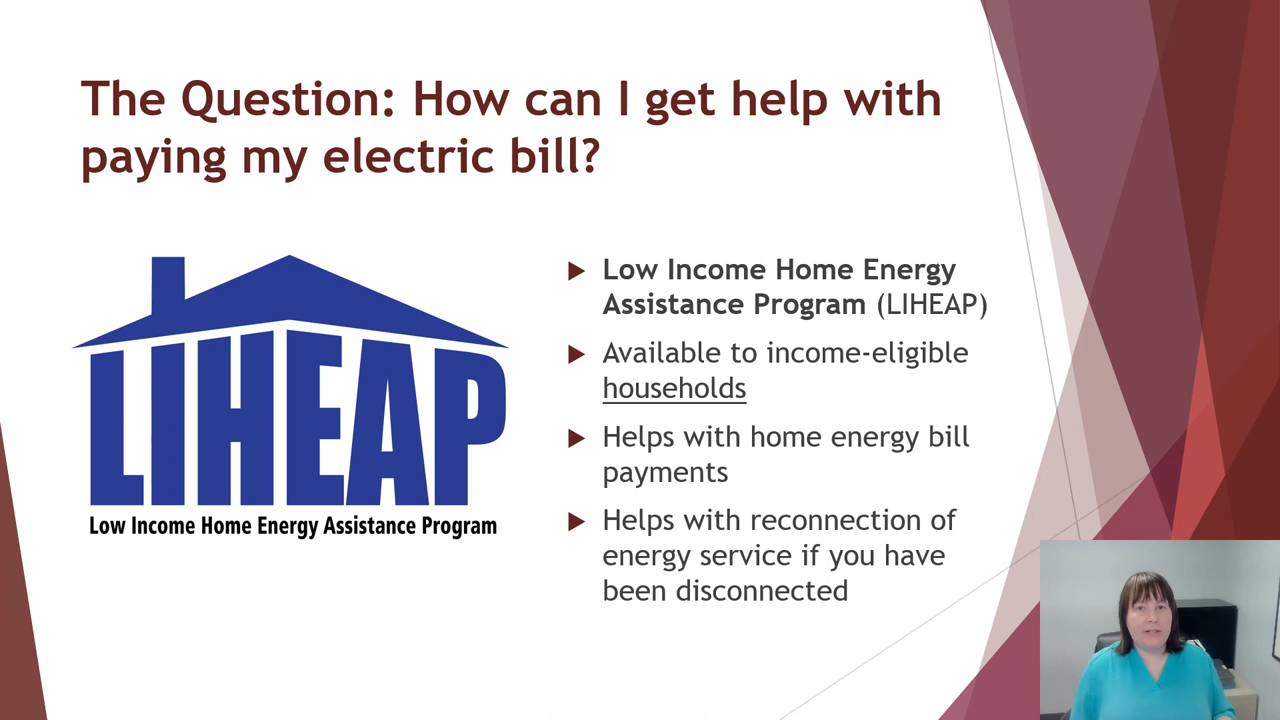 The Question: How can I get help with
paying my electric bill?
LIHEAP
Low Income Home Energy Assistance Program
Low Income Home Energy
Assistance Program (LIHEAP)
Available to income-eligible
households
Helps with home energy bill
payments
Helps with reconnection of
energy service if you have
been disconnected